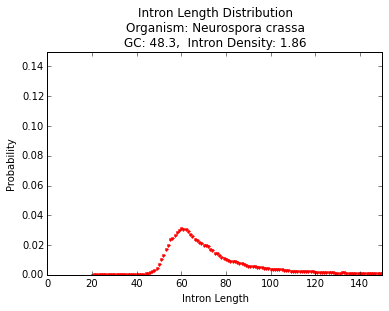 Intron Length Distribution
Organism: Neurospora crassa
GC: 48.3,  Intron Density: 1.86
0.14
0.12
0.10
0.08
0.06
0.04
0.02
0.00
Probability
0 20 40 60 80 100 120 140
Intron Length